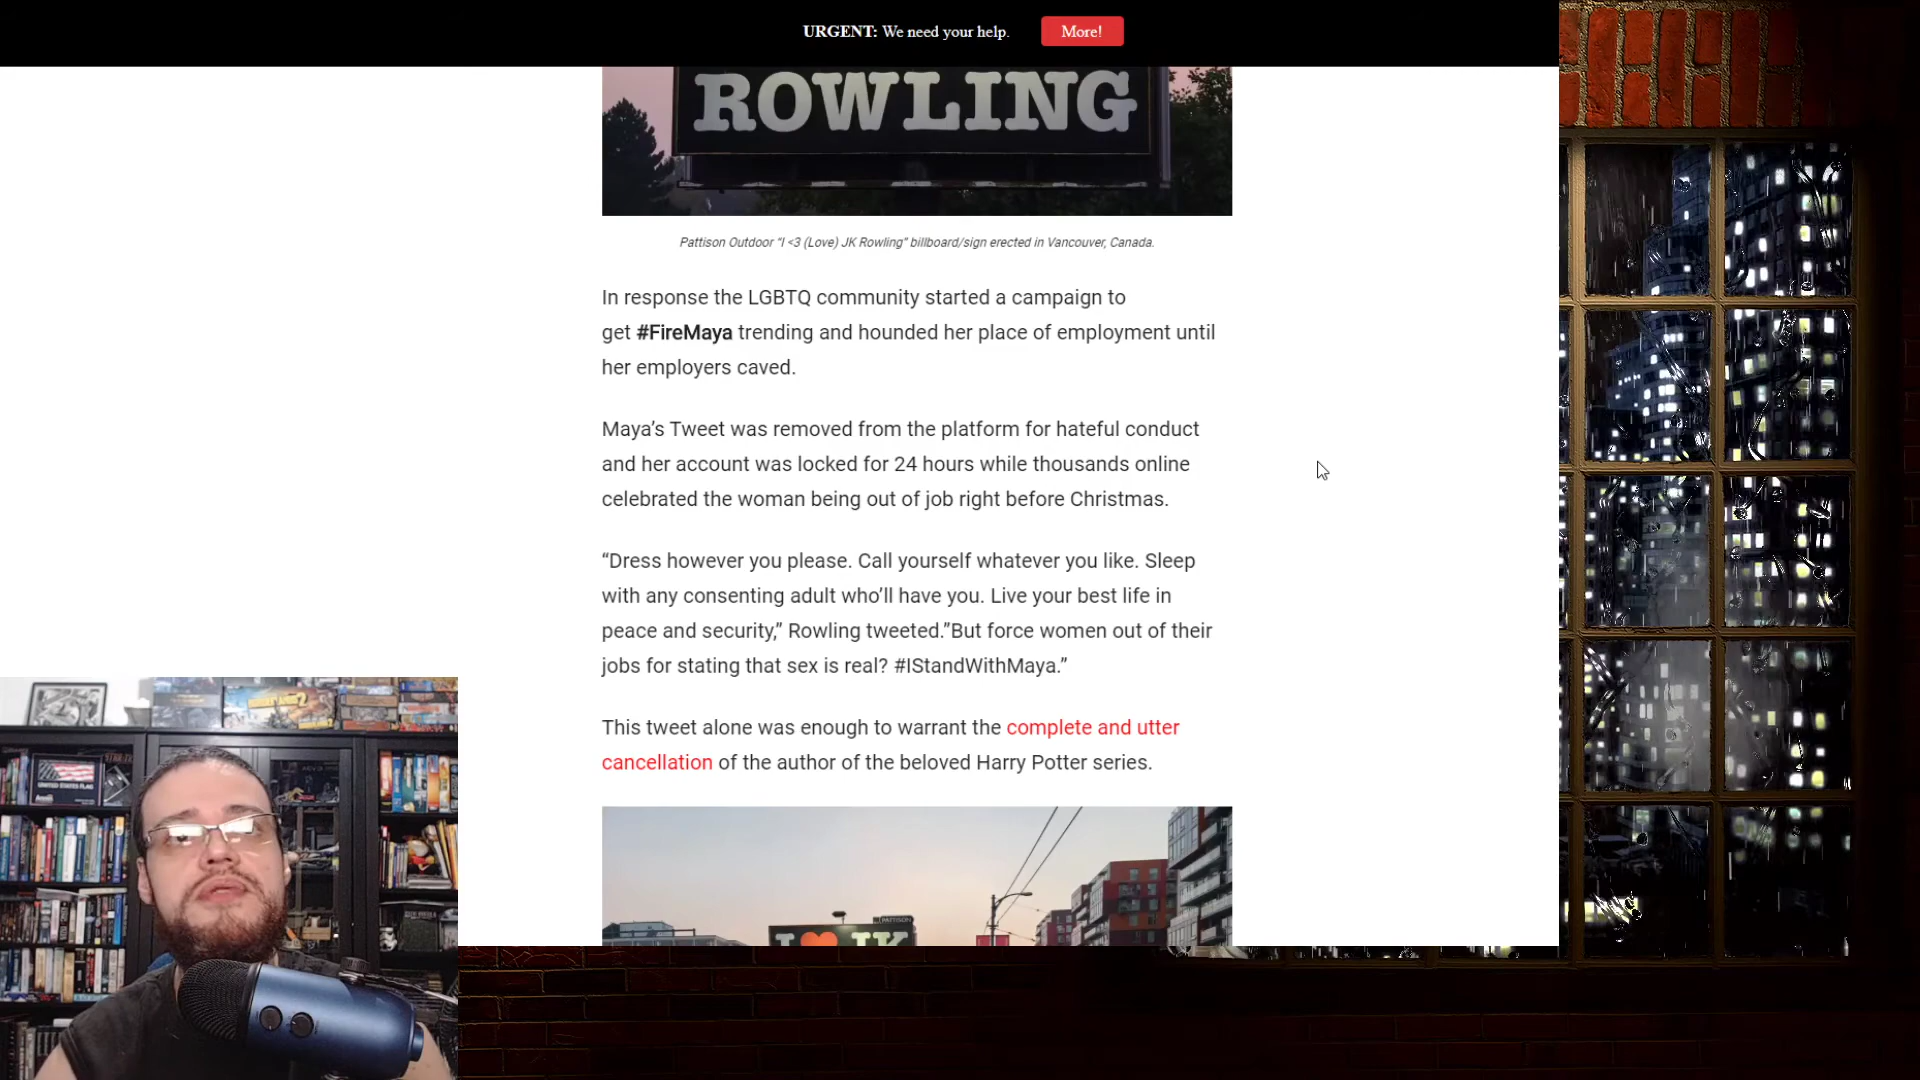 URGENT: We need your help. More!
ROWLING
Pattison Outdoor “I <3 (Love) JK Rowling” billboard/sign erected in Vancouver, Canada.
In response the LGBTQ community started a campaign to
get #FireMaya trending and hounded her place of employment until
her employers caved.
Maya’s Tweet was removed from the platform for hateful conduct
and her account was locked for 24 hours while thousands online
celebrated the woman being out of job right before Christmas.
“Dress however you please. Call yourself whatever you like. Sleep
with any consenting adult who’ll have you. Live your best life in
peace and security,” Rowling tweeted.”But force women out of their
jobs for stating that sex is real? #IStandWithMaya.”
This tweet alone was enough to warrant the complete and utter
cancellation of the author of the beloved Harry Potter series.
PATTISON
I ❤ JK
UNITED STATES FLAG